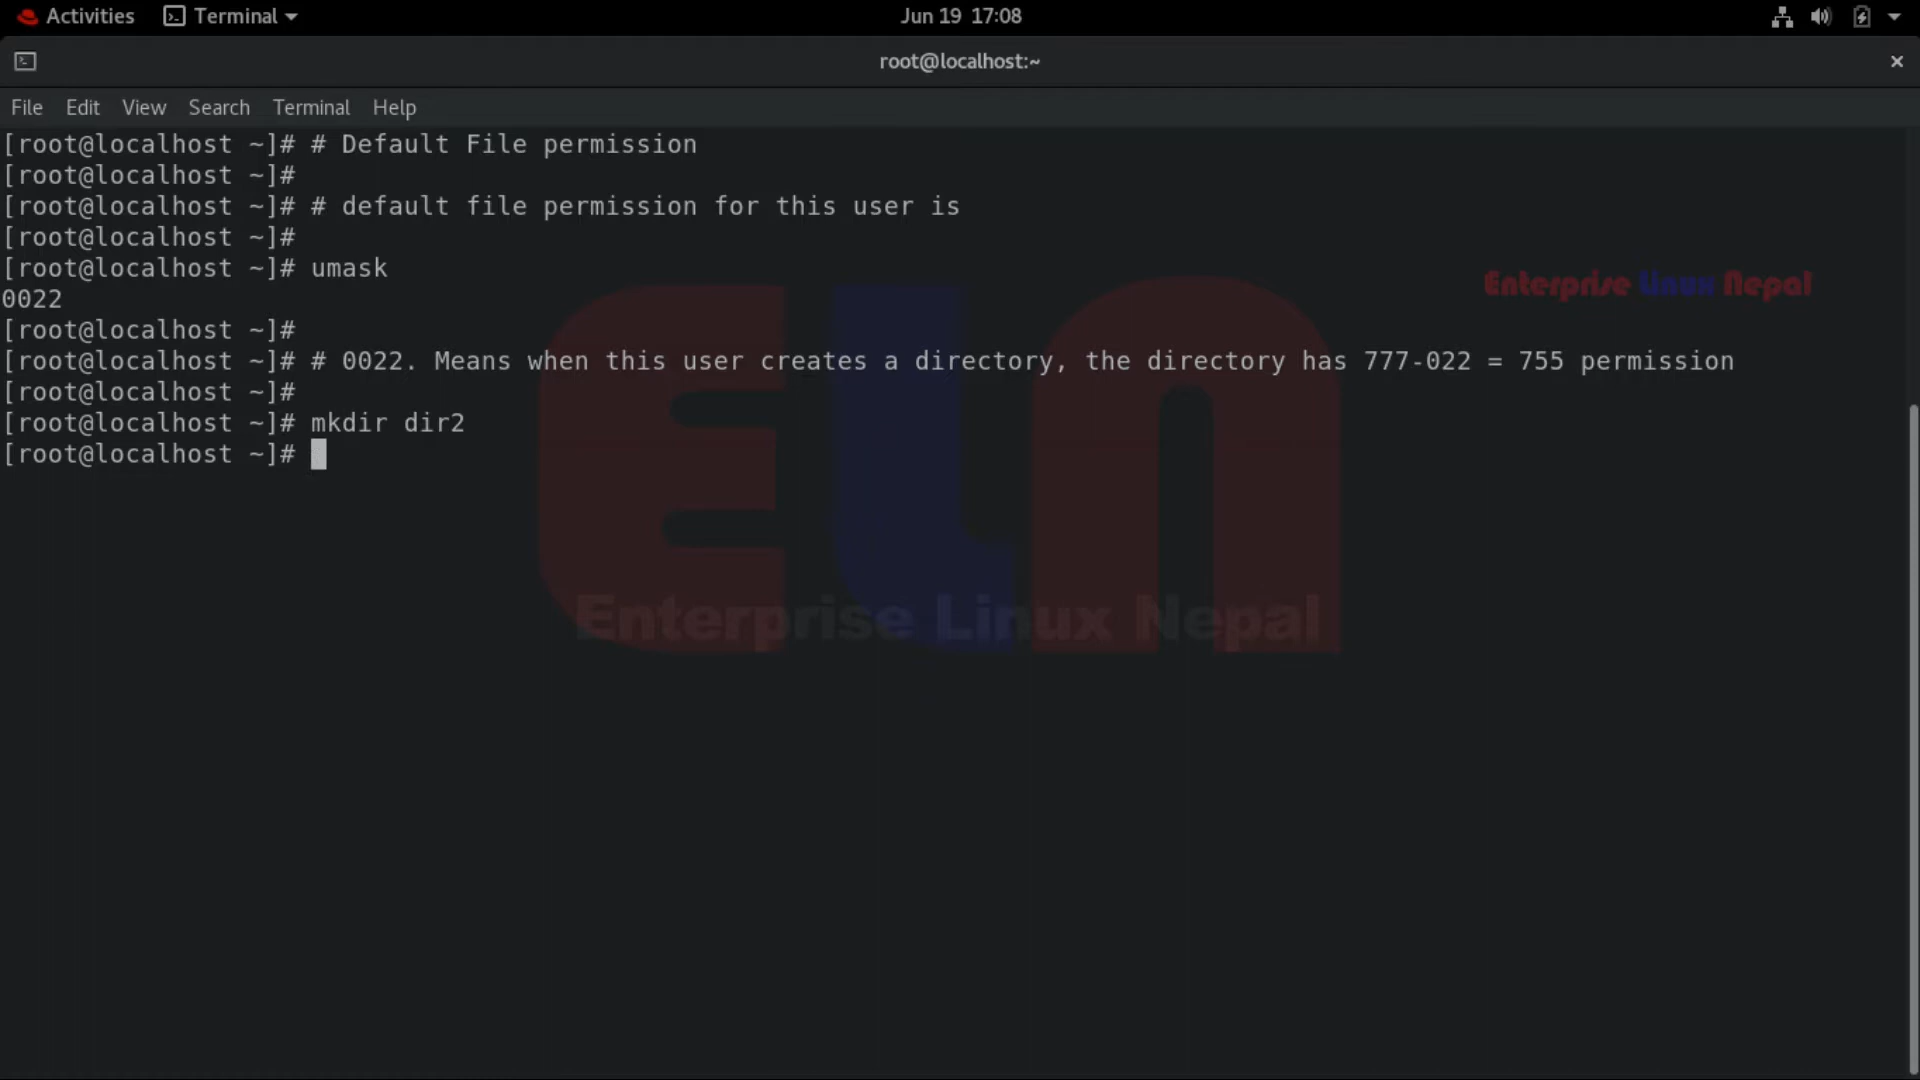 Activities Terminal Jun 19 17:08
root@localhost:~
File Edit View Search Terminal Help
[root@localhost ~]# # Default File permission
[root@localhost ~]#
[root@localhost ~]# # default file permission for this user is
[root@localhost ~]#
[root@localhost ~]# umask
0022
Enterprise Linux Nepal
[root@localhost ~]#
[root@localhost ~]# # 0022. Means when this user creates a directory, the directory has 777-022 = 755 permission
[root@localhost ~]#
[root@localhost ~]# mkdir dir2
[root@localhost ~]#
ELN
Enterprise Linux Nepal